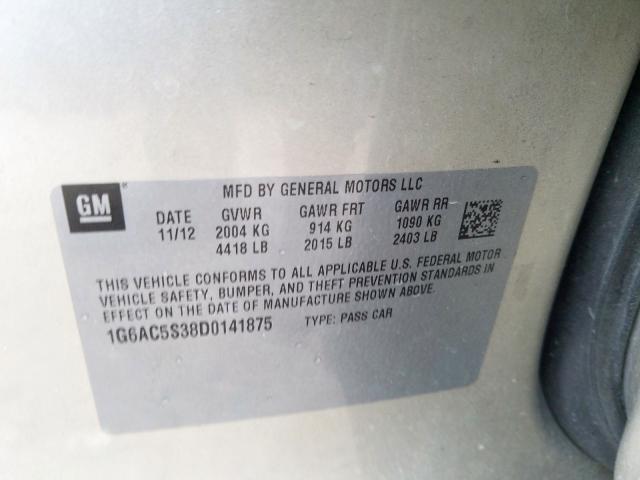 GM
MFD BY GENERAL MOTORS LLC
DATE GVWR GAWR FRT GAWR RR
11/12 2004 KG 914 KG 1090 KG
4418 LB 2015 LB 2403 LB
THIS VEHICLE CONFORMS TO ALL APPLICABLE U.S. FEDERAL MOTOR
VEHICLE SAFETY, BUMPER, AND THEFT PREVENTION STANDARDS IN
EFFECT ON THE DATE OF MANUFACTURE SHOWN ABOVE.
1G6AC5S38D0141875 TYPE: PASS CAR